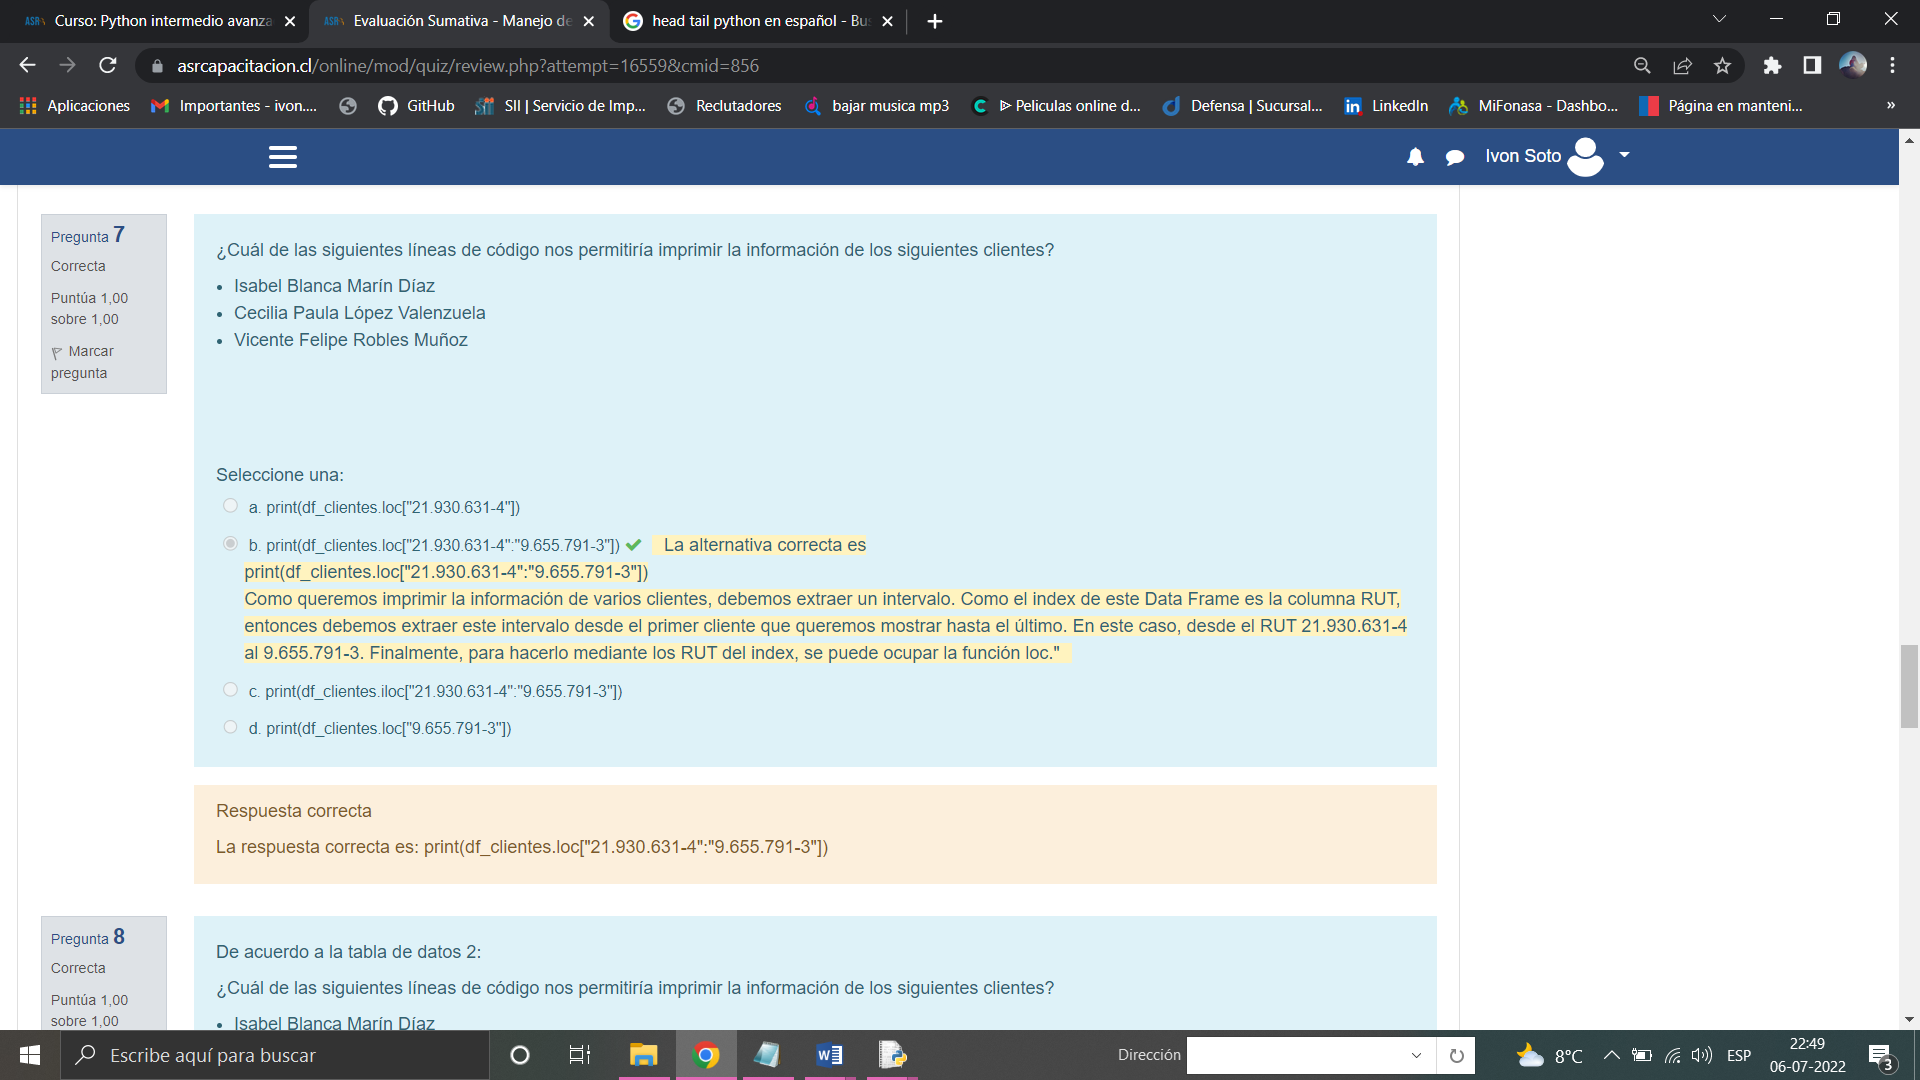 Curso: Python intermedio avanza
Evaluación Sumativa - Manejo de
head tail python en español - Bus
asrcapacitacion.cl/online/mod/quiz/review.php?attempt=16559&cmid=856
Aplicaciones
Importantes - ivon....
GitHub
SII | Servicio de Imp...
Reclutadores
bajar musica mp3
ᐅ Peliculas online d...
Defensa | Sucursal...
LinkedIn
MiFonasa - Dashbo...
Página en manteni...
»
Ivon Soto
Pregunta 7
Correcta
Puntúa 1,00
sobre 1,00
Marcar
pregunta
¿Cuál de las siguientes líneas de código nos permitiría imprimir la información de los siguientes clientes?
• Isabel Blanca Marín Díaz
• Cecilia Paula López Valenzuela
• Vicente Felipe Robles Muñoz
Seleccione una:
a. print(df_clientes.loc["21.930.631-4"])
b. print(df_clientes.loc["21.930.631-4":"9.655.791-3"]) La alternativa correcta es
print(df_clientes.loc["21.930.631-4":"9.655.791-3"])
Como queremos imprimir la información de varios clientes, debemos extraer un intervalo. Como el index de este Data Frame es la columna RUT,
entonces debemos extraer este intervalo desde el primer cliente que queremos mostrar hasta el último. En este caso, desde el RUT 21.930.631-4
al 9.655.791-3. Finalmente, para hacerlo mediante los RUT del index, se puede ocupar la función loc."
c. print(df_clientes.iloc["21.930.631-4":"9.655.791-3"])
d. print(df_clientes.loc["9.655.791-3"])
Respuesta correcta
La respuesta correcta es: print(df_clientes.loc["21.930.631-4":"9.655.791-3"])
Pregunta 8
Correcta
Puntúa 1,00
sobre 1,00
De acuerdo a la tabla de datos 2:
¿Cuál de las siguientes líneas de código nos permitiría imprimir la información de los siguientes clientes?
• Isabel Blanca Marín Díaz
Escribe aquí para buscar
Dirección
8°C
ESP
22:49
06-07-2022
3